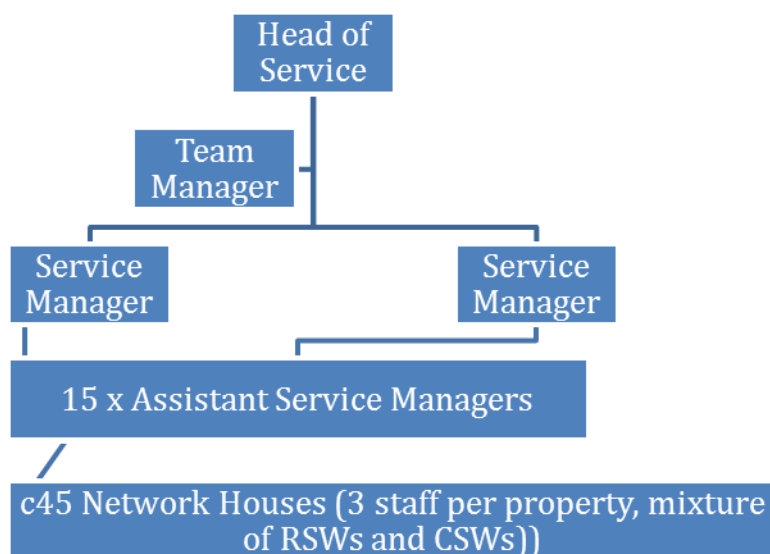 Head of
Service
Team
Manager
Service
Manager
Service
Manager
15 x Assistant Service Managers
c45 Network Houses (3 staff per property, mixture
of RSWs and CSWs))